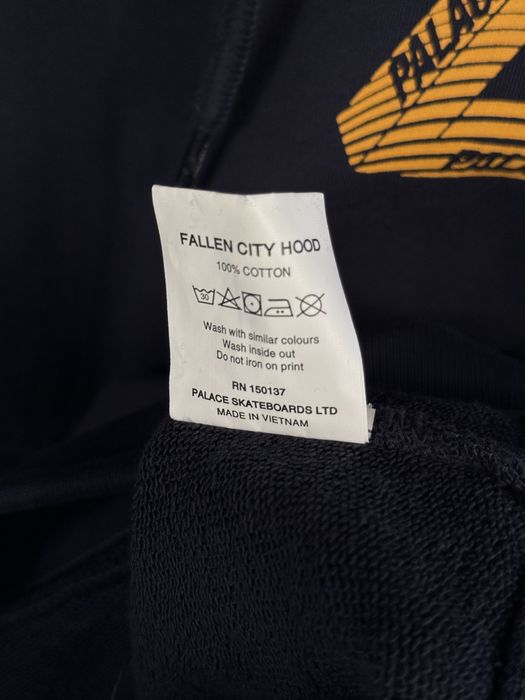 PALAC
FALLEN CITY HOOD
100% COTTON
30
Wash with similar colours
Wash inside out
Do not iron on print
RN 150137
PALACE SKATEBOARDS LTD
MADE IN VIETNAM